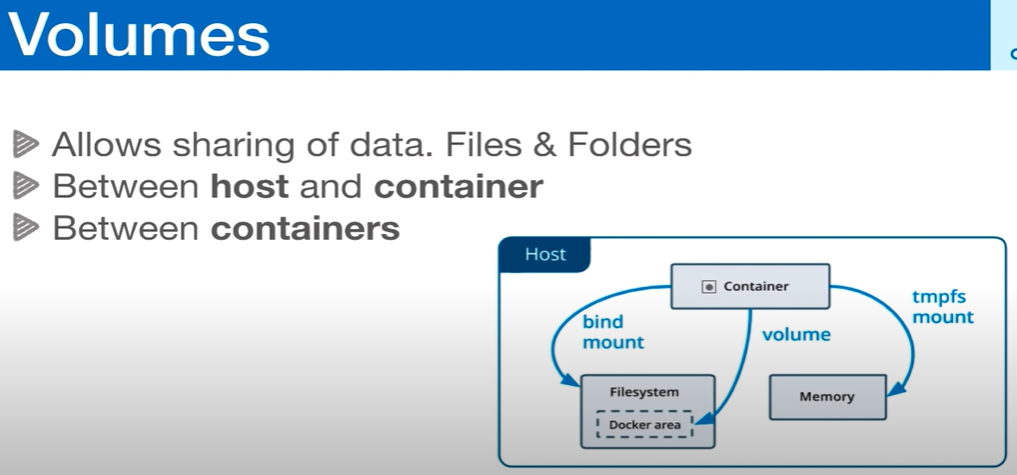 Volumes
Allows sharing of data. Files & Folders
Between host and container
Between containers
Host
Container
bind
mount
volume
tmpfs
mount
Filesystem
Docker area
Memory